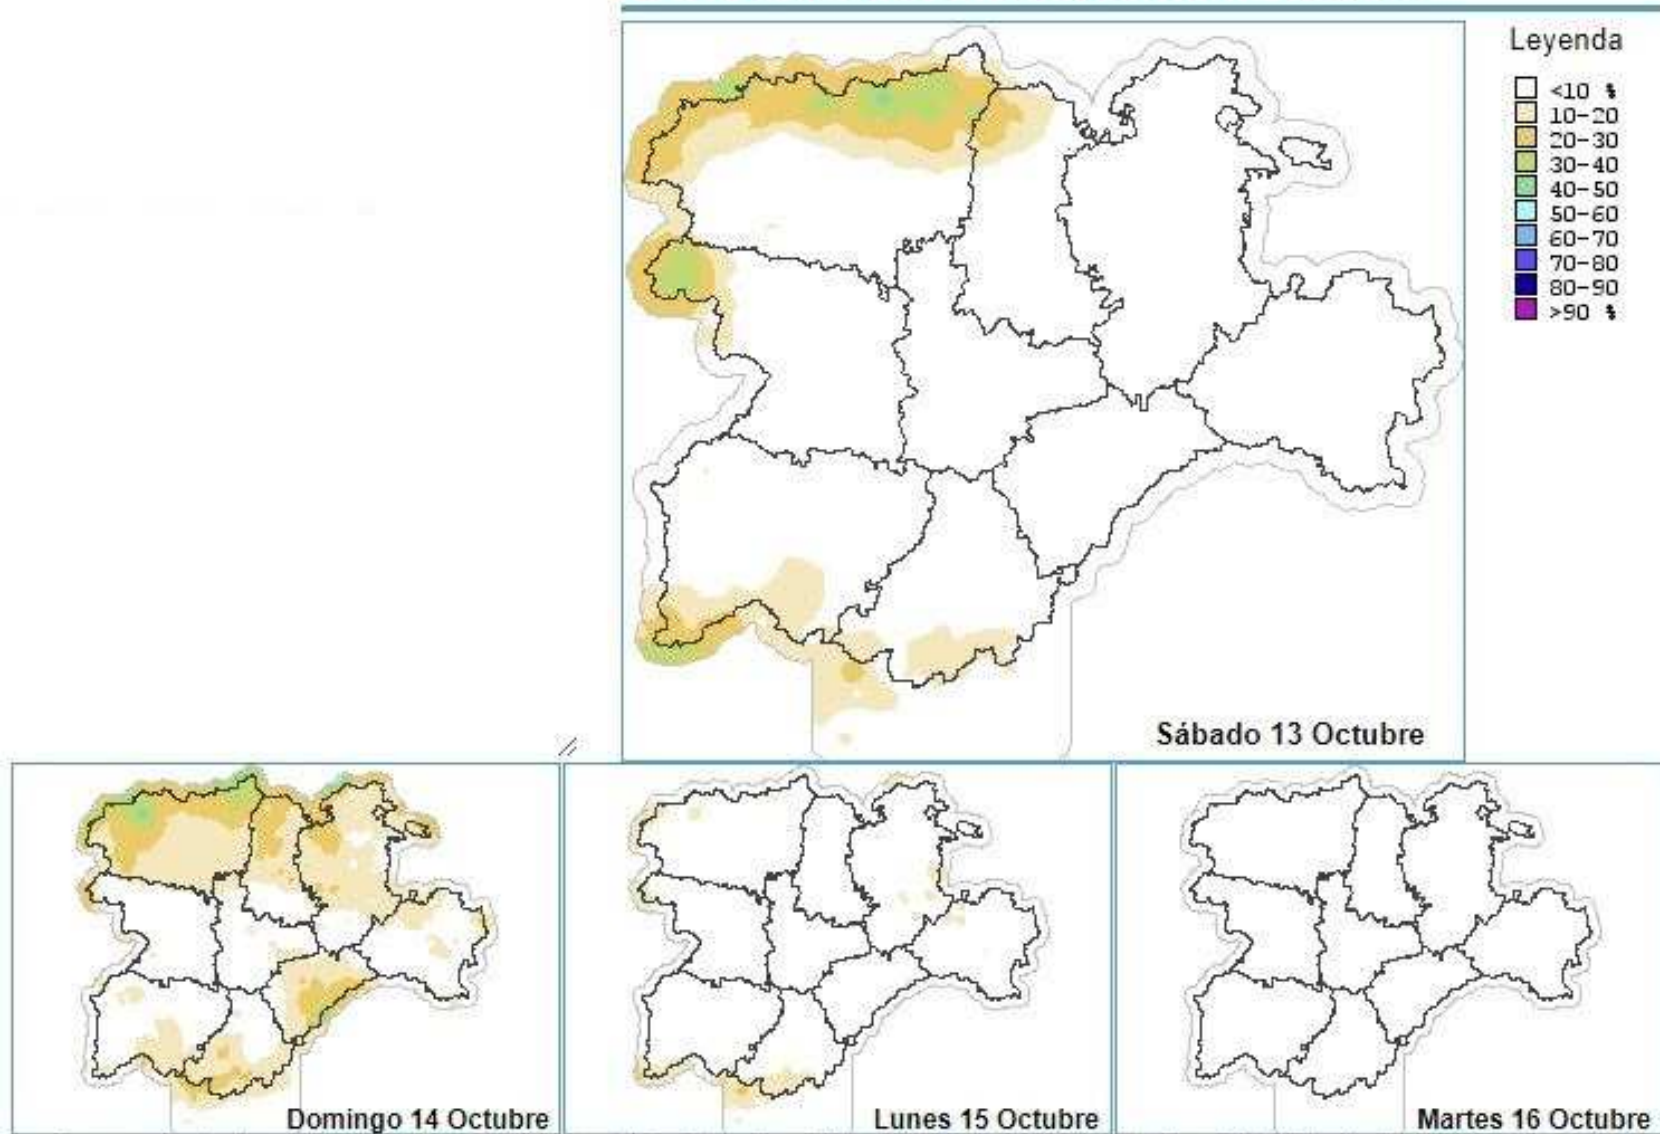 Leyenda
<10 %
10-20
20-30
30-40
40-50
50-60
60-70
70-80
80-90
>90 %
Sábado 13 Octubre
Domingo 14 Octubre
Lunes 15 Octubre
Martes 16 Octubre